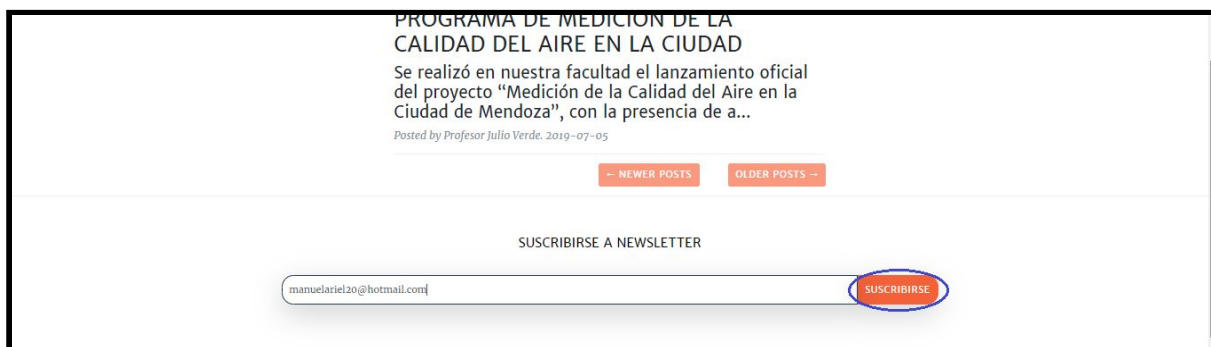 PROGRAMA DE MEDICIÓN DE LA
CALIDAD DEL AIRE EN LA CIUDAD
Se realizó en nuestra facultad el lanzamiento oficial
del proyecto “Medición de la Calidad del Aire en la
Ciudad de Mendoza”, con la presencia de a...
Posted by Profesor Julio Verde. 2019-07-05
← NEWER POSTS OLDER POSTS →
SUSCRIBIRSE A NEWSLETTER
manuelariel20@hotmail.com SUSCRIBIRSE